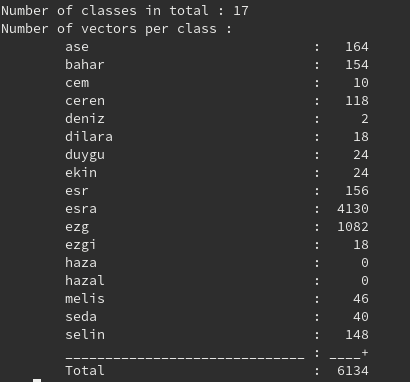 Number of classes in total : 17
Number of vectors per class :
ase : 164
bahar : 154
cem : 10
ceren : 118
deniz : 2
dilara : 18
duygu : 24
ekin : 24
esr : 156
esra : 4130
ezg : 1082
ezgi : 18
haza : 0
hazal : 0
melis : 46
seda : 40
selin : 148
______________________________ : ____+
Total : 6134